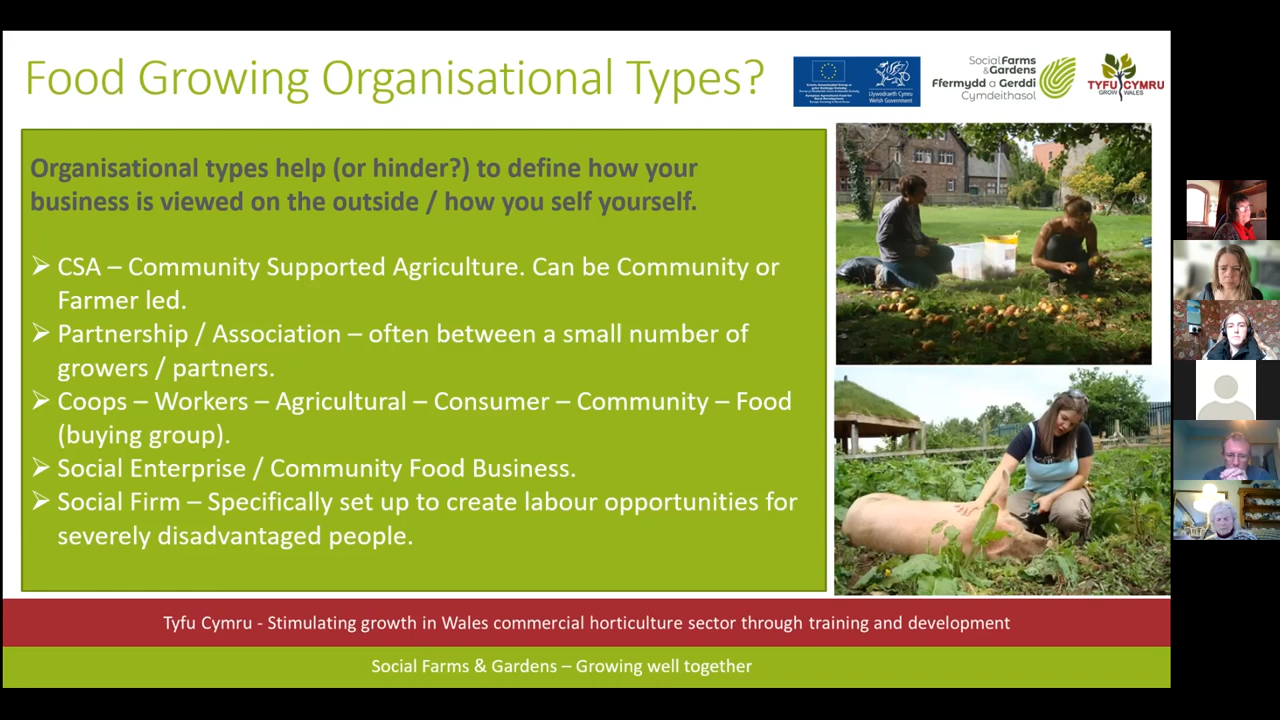 Food Growing Organisational Types?
Llywodraeth Cymru
Welsh Government
Social Farms
& Gardens
Ffermydd a Gerddi
Cymdeithasol
TYFU CYMRU
GROW WALES
Organisational types help (or hinder?) to define how your
business is viewed on the outside / how you self yourself.
➤ CSA – Community Supported Agriculture. Can be Community or
Farmer led.
➤ Partnership / Association – often between a small number of
growers / partners.
➤ Coops – Workers – Agricultural – Consumer – Community – Food
(buying group).
➤ Social Enterprise / Community Food Business.
➤ Social Firm – Specifically set up to create labour opportunities for
severely disadvantaged people.
Tyfu Cymru - Stimulating growth in Wales commercial horticulture sector through training and development
Social Farms & Gardens – Growing well together